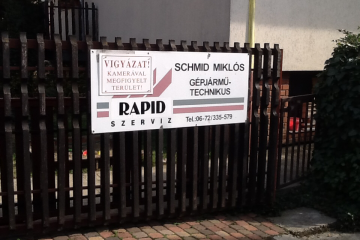 VIGYÁZAT!
KAMERÁVAL
MEGFIGYELT
TERÜLET!
RAPID
SZERVIZ
SCHMID MIKLÓS
GÉPJÁRMŰ-
TECHNIKUS
Tel.:06-72/335-579